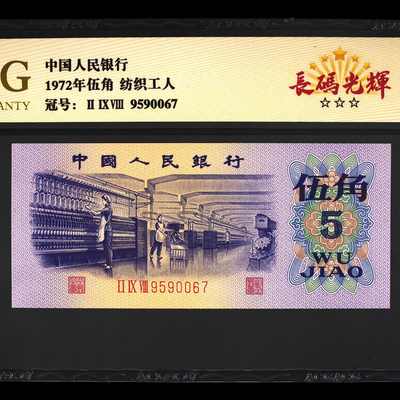 G
ANTY
中国人民银行
1972年伍角 纺织工人
冠号: II IX VIII 9590067
長碼光輝
☆☆☆
中國人民銀行
伍角
5
WU
JIAO
II IX VIII 9590067